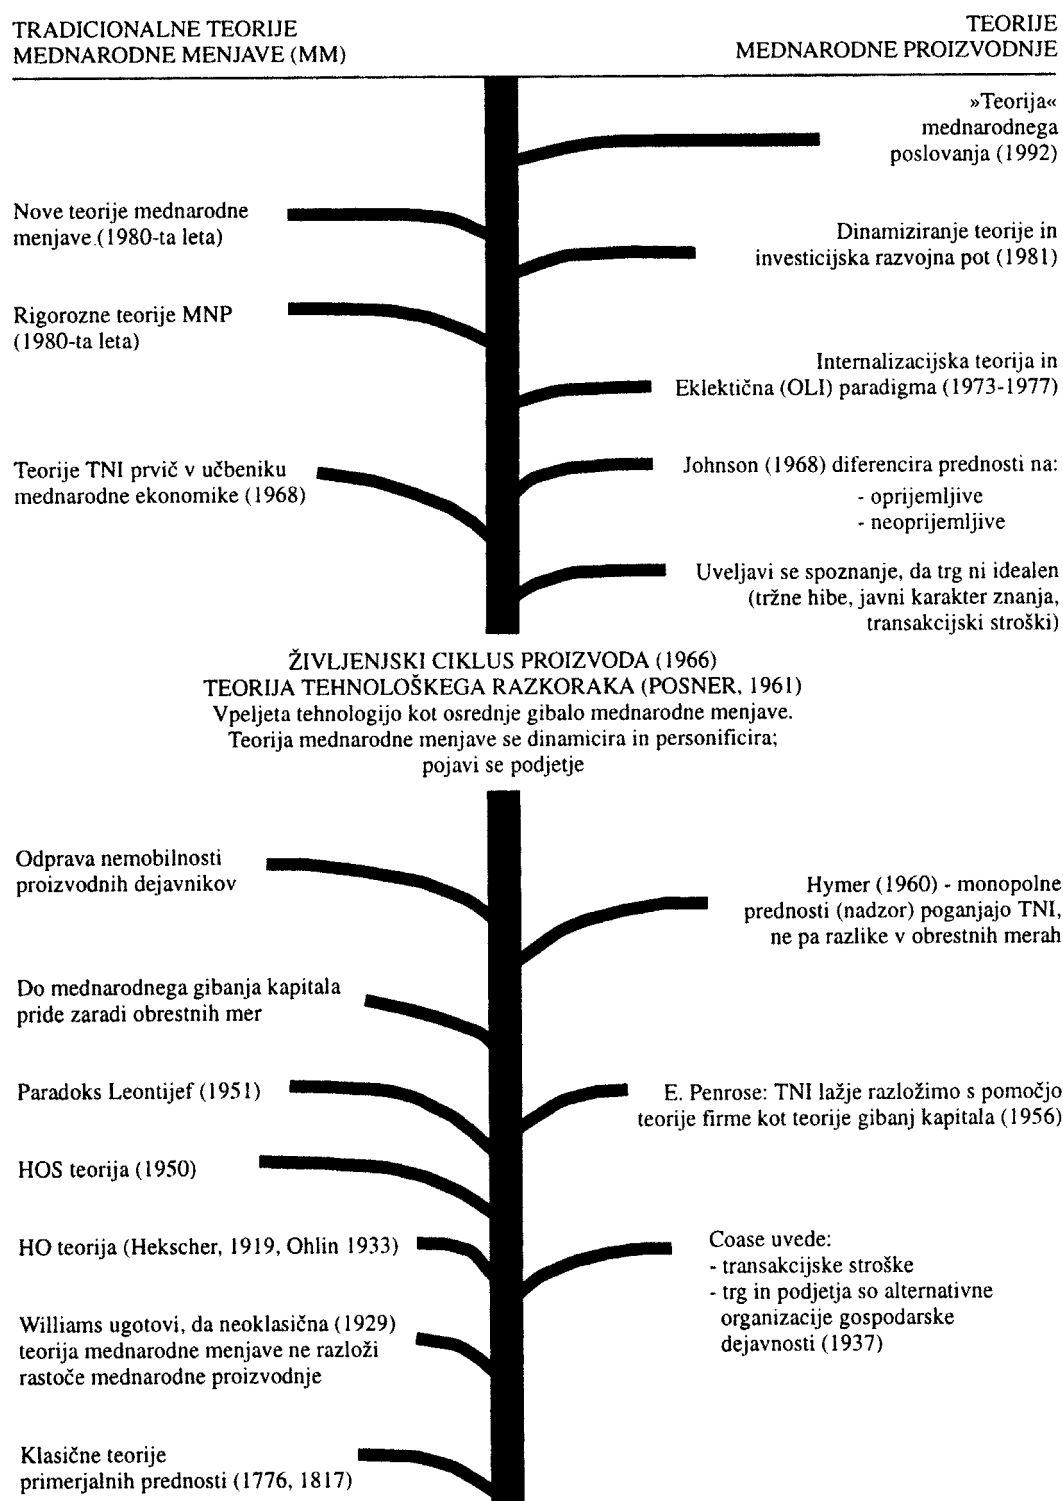 TRADICIONALNE TEORIJE
MEDNARODNE MENJAVE (MM)
TEORIJE
MEDNARODNE PROIZVODNJE
»Teorija«
mednarodnega
poslovanja (1992)
Nove teorije mednarodne
menjave (1980-ta leta)
Dinamiziranje teorije in
investicijska razvojna pot (1981)
Rigorozne teorije MNP
(1980-ta leta)
Internalizacijska teorija in
Eklektična (OLI) paradigma (1973-1977)
Teorije TNI prvič v učbeniku
mednarodne ekonomike (1968)
Johnson (1968) diferencira prednosti na:
- oprijemljive
- neoprijemljive
Uveljavi se spoznanje, da trg ni idealen
(tržne hibe, javni karakter znanja,
transakcijski stroški)
ŽIVLJENJSKI CIKLUS PROIZVODA (1966)
TEORIJA TEHNOLOŠKEGA RAZKORAKA (POSNER, 1961)
Vpeljeta tehnologijo kot osrednje gibalo mednarodne menjave.
Teorija mednarodne menjave se dinamicira in personificira;
pojavi se podjetje
Odprava nemobilnosti
proizvodnih dejavnikov
Hymer (1960) - monopolne
prednosti (nadzor) poganjajo TNI,
ne pa razlike v obrestnih merah
Do mednarodnega gibanja kapitala
pride zaradi obrestnih mer
Paradoks Leontijef (1951)
E. Penrose: TNI lažje razložimo s pomočjo
teorije firme kot teorije gibanj kapitala (1956)
HOS teorija (1950)
HO teorija (Hekscher, 1919, Ohlin 1933)
Coase uvede:
- transakcijske stroške
- trg in podjetja so alternativne
organizacije gospodarske
dejavnosti (1937)
Williams ugotovi, da neoklasična (1929)
teorija mednarodne menjave ne razloži
rastoče mednarodne proizvodnje
Klasične teorije
primerjalnih prednosti (1776, 1817)